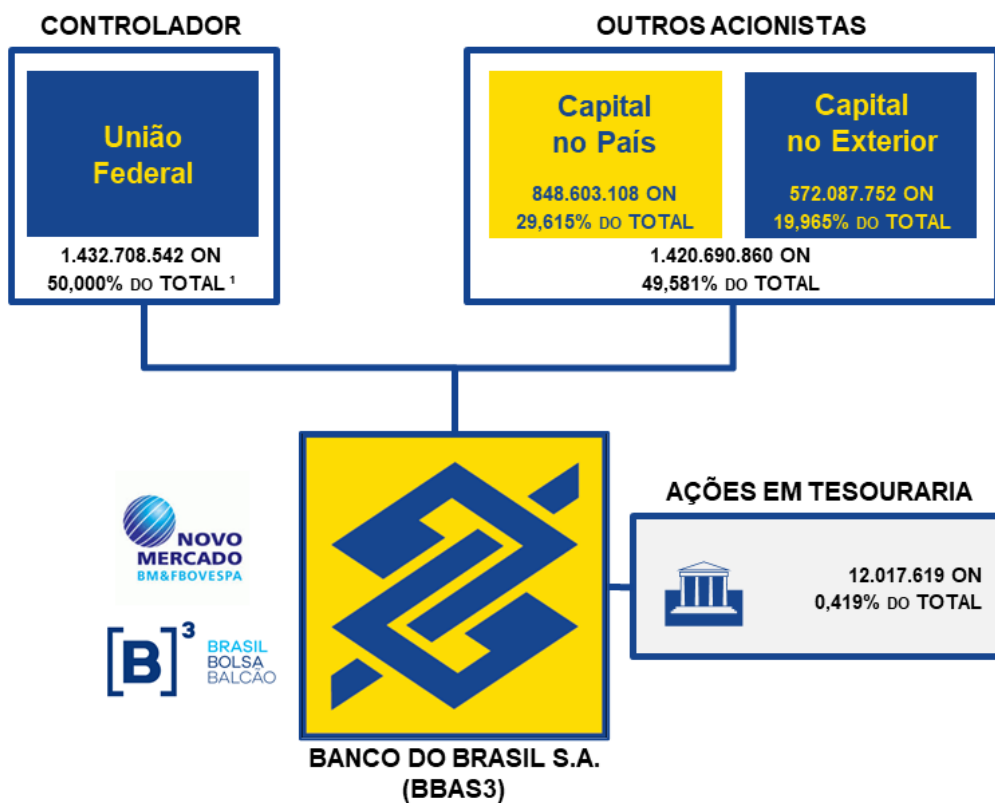 CONTROLADOR
União
Federal
1.432.708.542 ON
50,000% DO TOTAL ¹
OUTROS ACIONISTAS
Capital
no País
848.603.108 ON
29,615% DO TOTAL
Capital
no Exterior
572.087.752 ON
19,965% DO TOTAL
1.420.690.860 ON
49,581% DO TOTAL
NOVO
MERCADO
BM&FBOVESPA
[B]³
BRASIL
BOLSA
BALCÃO
AÇÕES EM TESOURARIA
12.017.619 ON
0,419% DO TOTAL
BANCO DO BRASIL S.A.
(BBAS3)